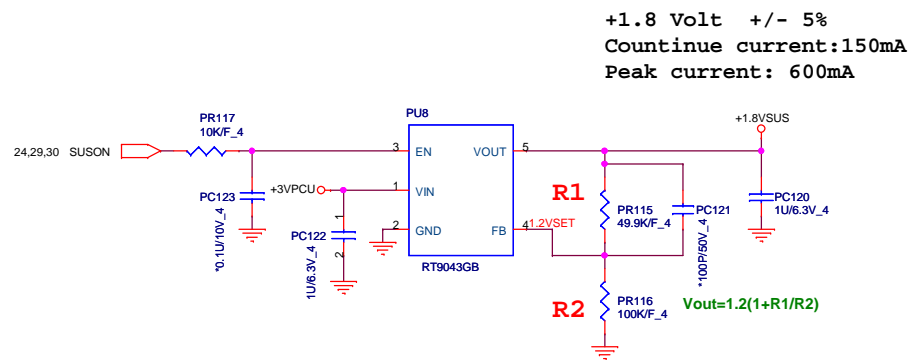 +1.8 Volt +/- 5%
Countinue current:150mA
Peak current: 600mA
PR117
10K/F_4
PU8
+1.8VSUS
24,29,30 SUSON
3
EN
VOUT
5
PC123
*0.1U/10V_4
+3VPCU
1
VIN
R1
PR115
49.9K/F_4
PC121
*100P/50V_4
PC120
1U/6.3V_4
1
PC122
1U/6.3V_4
2
2
GND
FB
4
1.2VSET
RT9043GB
R2
PR116
100K/F_4
Vout=1.2(1+R1/R2)